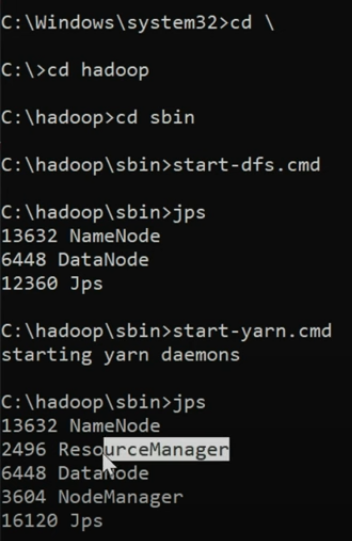 C:\Windows\system32>cd \
C:\>cd hadoop
C:\hadoop>cd sbin
C:\hadoop\sbin>start-dfs.cmd
C:\hadoop\sbin>jps
13632 NameNode
6448 DataNode
12360 Jps
C:\hadoop\sbin>start-yarn.cmd
starting yarn daemons
C:\hadoop\sbin>jps
13632 NameNode
2496 ResourceManager
6448 DataNode
3604 NodeManager
16120 Jps